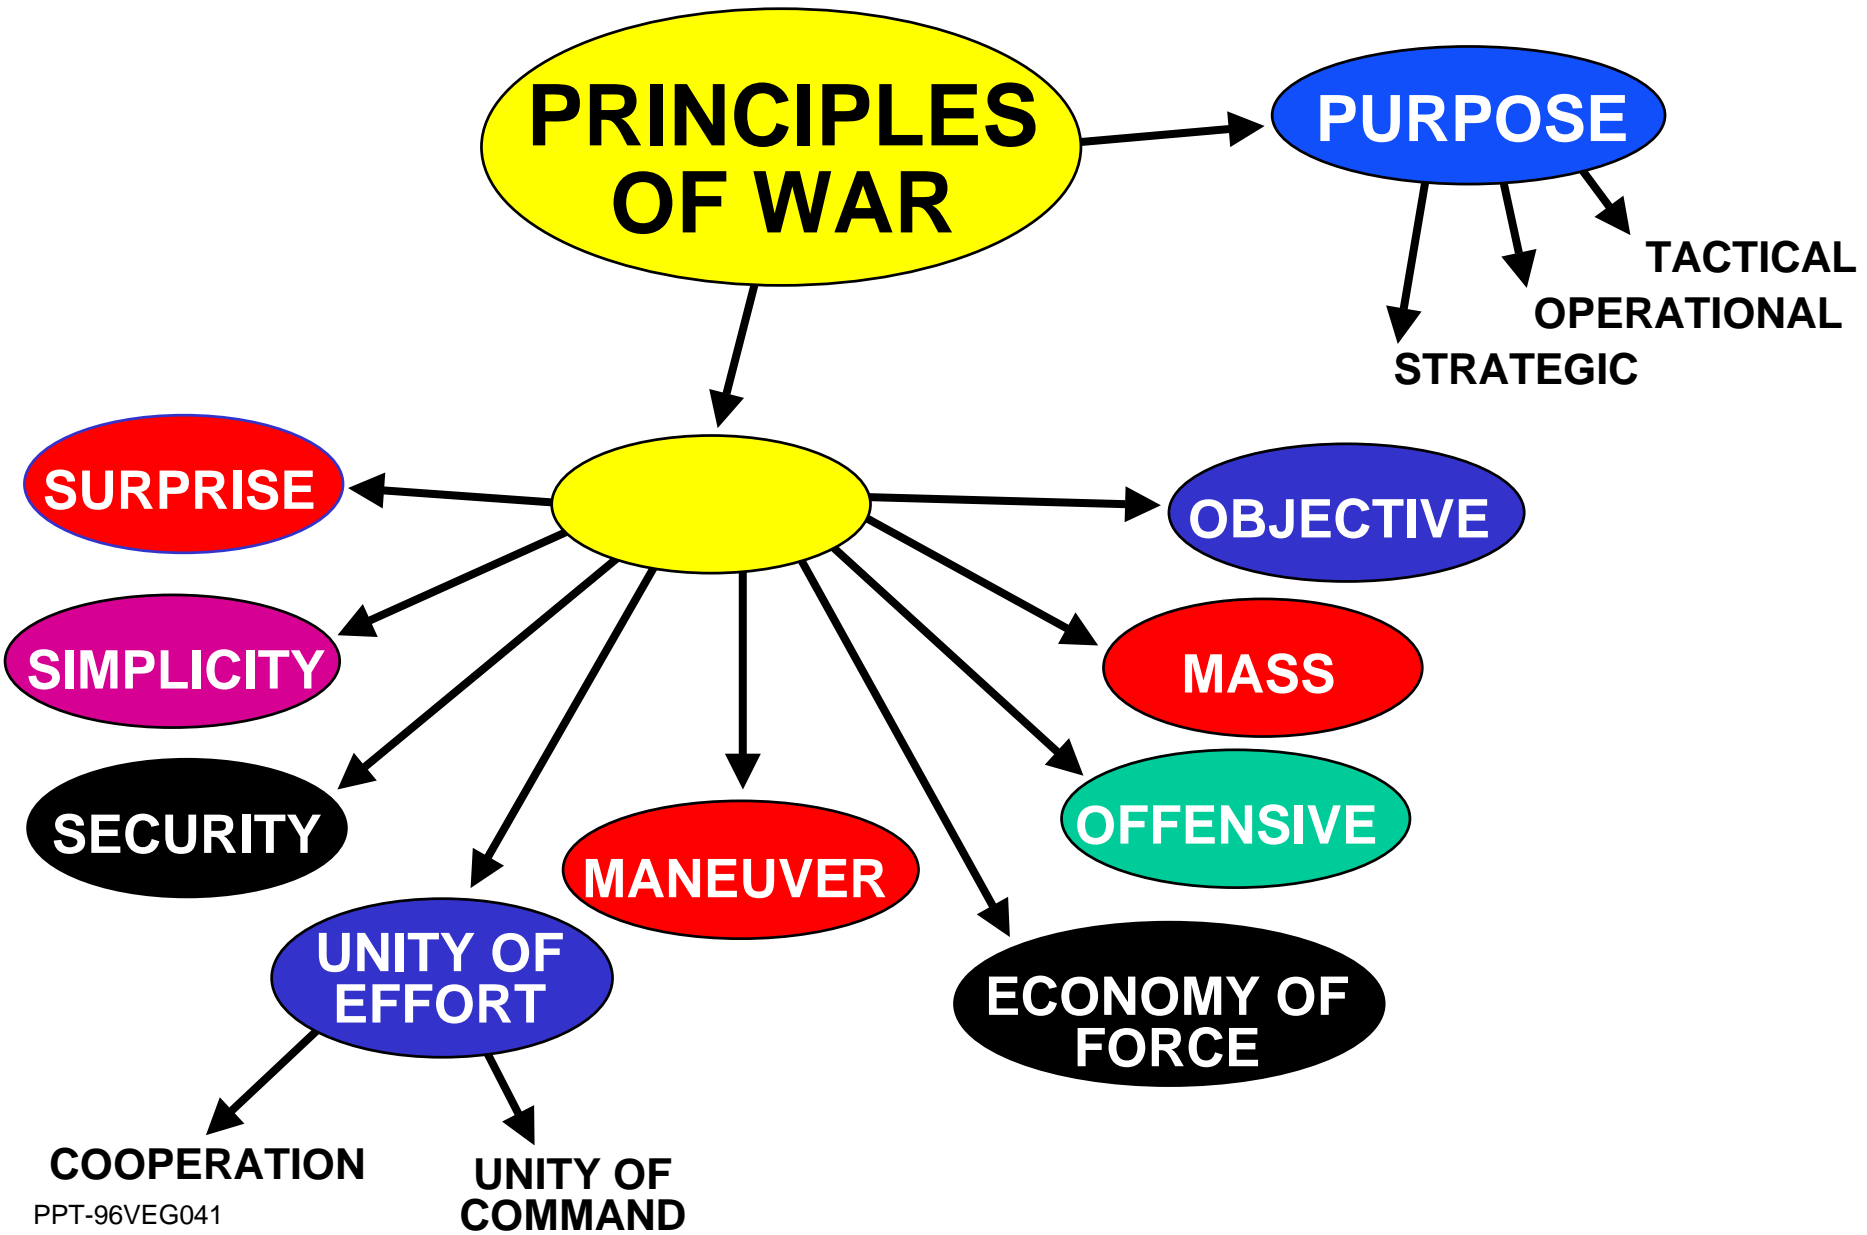 PRINCIPLES
OF WAR
PURPOSE
TACTICAL
OPERATIONAL
STRATEGIC
SURPRISE
OBJECTIVE
SIMPLICITY
MASS
SECURITY
OFFENSIVE
MANEUVER
UNITY OF
EFFORT
ECONOMY OF
FORCE
COOPERATION
UNITY OF
COMMAND
PPT-96VEG041